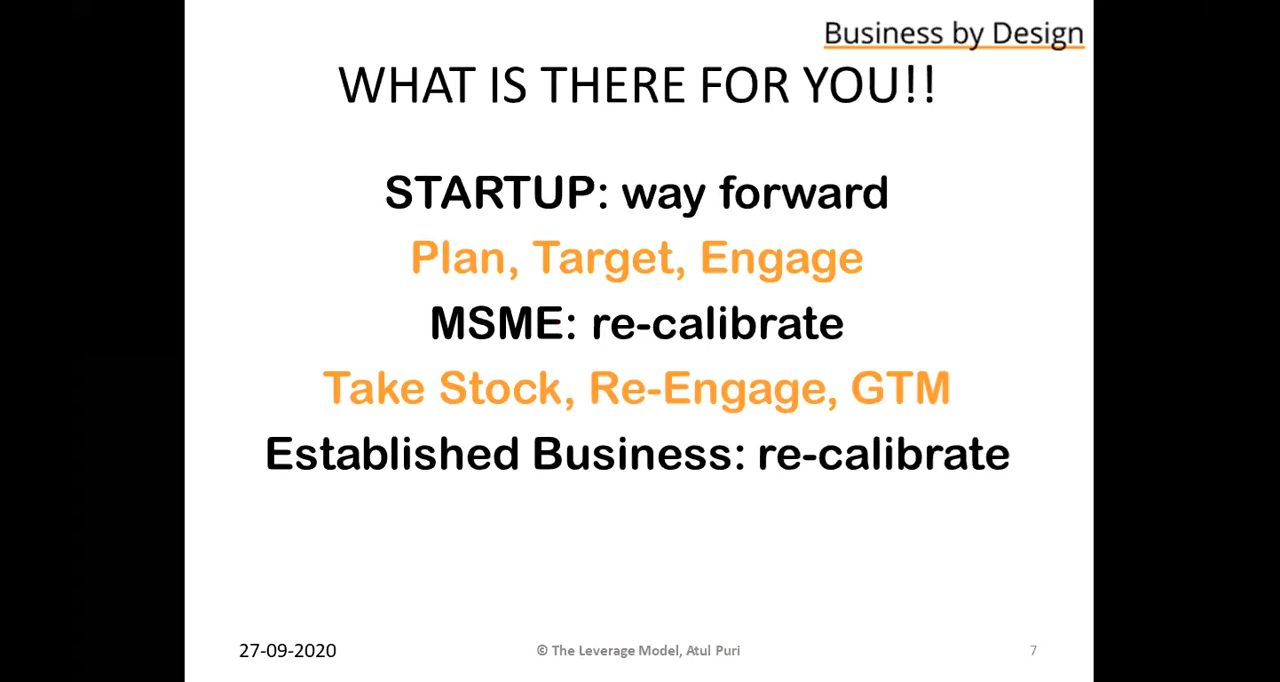 Business by Design
WHAT IS THERE FOR YOU!!
STARTUP: way forward
Plan, Target, Engage
MSME: re-calibrate
Take Stock, Re-Engage, GTM
Established Business: re-calibrate
27-09-2020
© The Leverage Model, Atul Puri
7